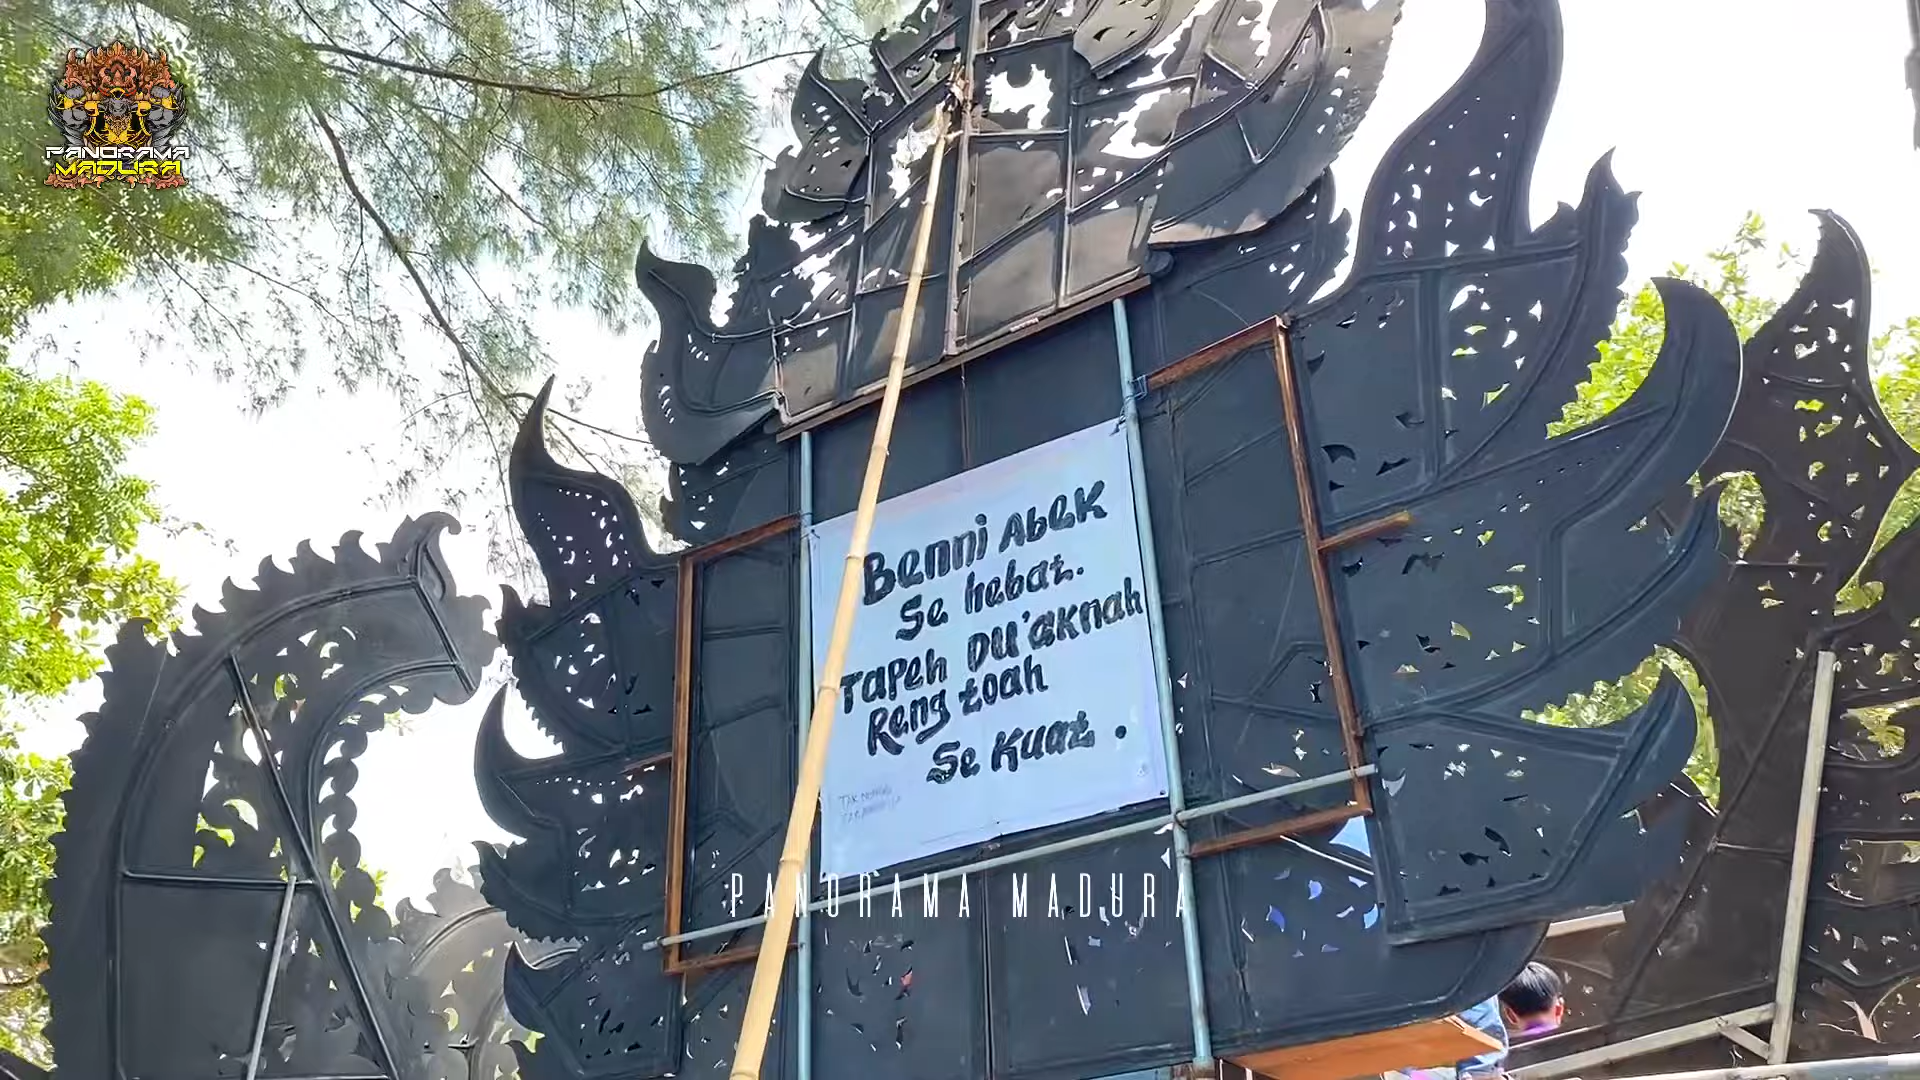 PANORAMA
MADURA
Benni Abek
Se hebat.
Tapeh Du'aknah
Reng toah
Se Kuat.
PANORAMA MADURA